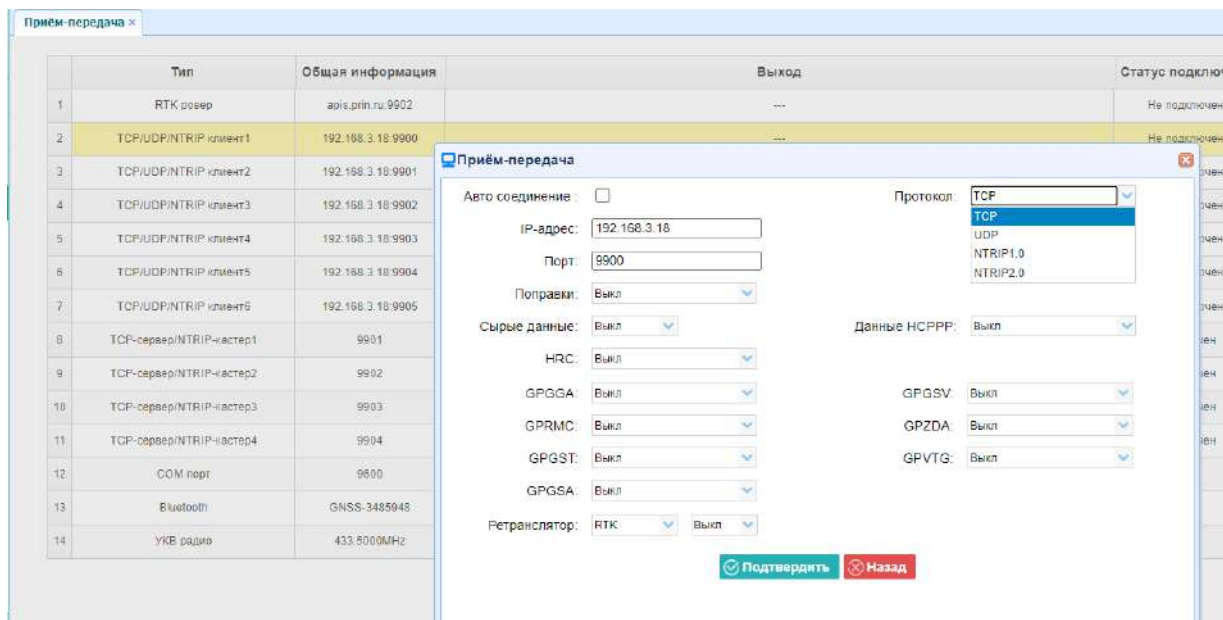 Приём-передача ×
Тип Общая информация Выход Статус подключ
1 RTK ровер apis.prin.ru:9902 --- Не подключен
2 TCP/UDP/NTRIP клиент1 192.168.3.18:9900 --- Не подключен
3 TCP/UDP/NTRIP клиент2 192.168.3.18:9901
4 TCP/UDP/NTRIP клиент3 192.168.3.18:9902
5 TCP/UDP/NTRIP клиент4 192.168.3.18:9903
6 TCP/UDP/NTRIP клиент5 192.168.3.18:9904
7 TCP/UDP/NTRIP клиент6 192.168.3.18:9905
8 TCP-сервер/NTRIP-кастер1 9901
9 TCP-сервер/NTRIP-кастер2 9902
10 TCP-сервер/NTRIP-кастер3 9903
11 TCP-сервер/NTRIP-кастер4 9904
12 COM порт 9600
13 Bluetooth GNSS-3485948
14 УКВ радио 433.5000MHz
Приём-передача
Авто соединение : Протокол: TCP
TCP
UDP
NTRIP1.0
NTRIP2.0
IP-адрес: 192.168.3.18
Порт: 9900
Поправки: Выкл
Сырые данные: Выкл Данные HCPPP: Выкл
HRC: Выкл
GPGGA: Выкл GPGSV: Выкл
GPRMC: Выкл GPZDA: Выкл
GPGST: Выкл GPVTG: Выкл
GPGSA: Выкл
Ретранслятор: RTK Выкл
Подтвердить Назад